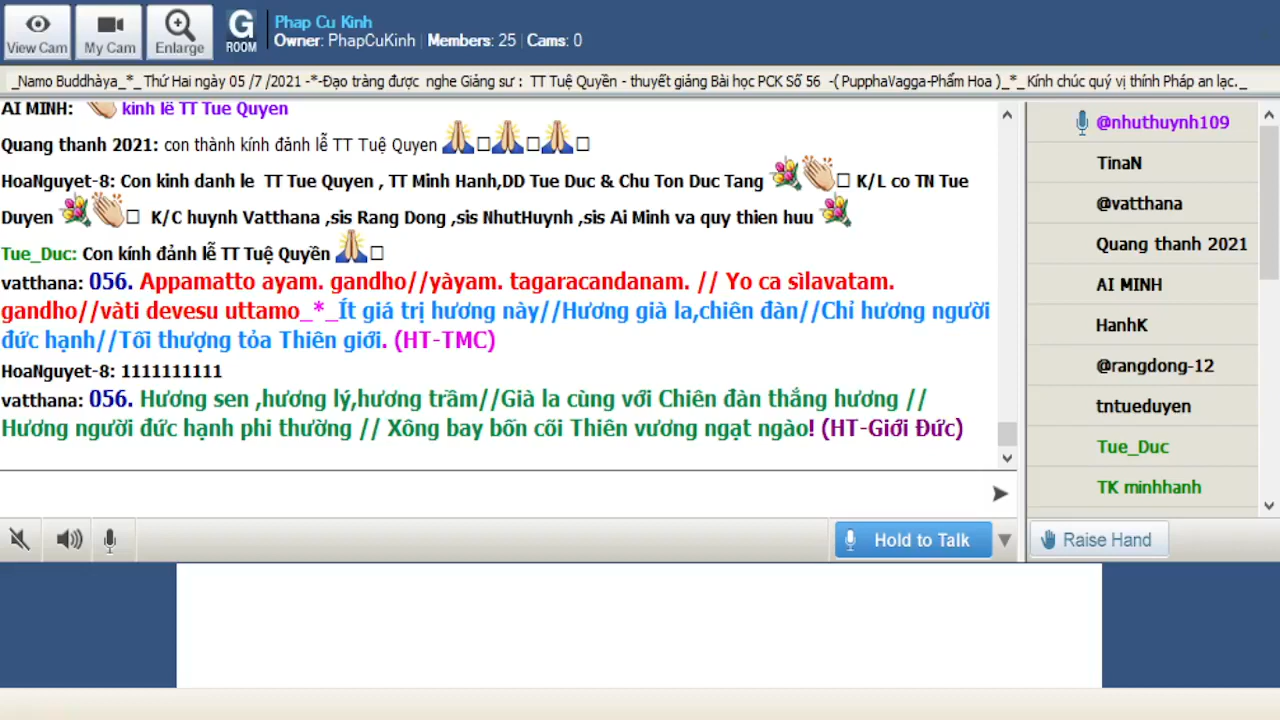 Phap Cu Kinh
View Cam My Cam Enlarge G ROOM Owner: PhapCuKinh Members: 25 Cams: 0
_Namo Buddhàya_*_ Thứ Hai ngày 05 /7 /2021 -*-Đạo tràng được nghe Giảng sư : TT Tuệ Quyền - thuyết giảng Bài học PCK Số 56 -( PupphaVagga-Phẩm Hoa )_*_ Kính chúc quý vị thính Pháp an lạc._
AI MINH: kinh lễ TT Tue Quyen
Quang thanh 2021: con thành kính đảnh lễ TT Tuệ Quyen
HoaNguyet-8: Con kinh danh le TT Tue Quyen , TT Minh Hanh,DD Tue Duc & Chu Ton Duc Tang K/L co TN Tue
Duyen K/C huynh Vatthana ,sis Rang Dong ,sis NhutHuynh ,sis Ai Minh va quy thien huu
Tue_Duc: Con kính đảnh lễ TT Tuệ Quyền
vatthana: 056. Appamatto ayam. gandho//yàyam. tagaracandanam. // Yo ca sìlavatam.
gandho//vàti devesu uttamo_*_Ít giá trị hương này//Hương già la,chiên đàn//Chỉ hương người
đức hạnh//Tối thượng tỏa Thiên giới. (HT-TMC)
HoaNguyet-8: 1111111111
vatthana: 056. Hương sen ,hương lý,hương trầm//Già la cùng với Chiên đàn thắng hương //
Hương người đức hạnh phi thường // Xông bay bốn cõi Thiên vương ngạt ngào! (HT-Giới Đức)
@nhuthuynh109
TinaN
@vatthana
Quang thanh 2021
AI MINH
HanhK
@rangdong-12
tntueduyen
Tue_Duc
TK minhhanh
Hold to Talk
Raise Hand